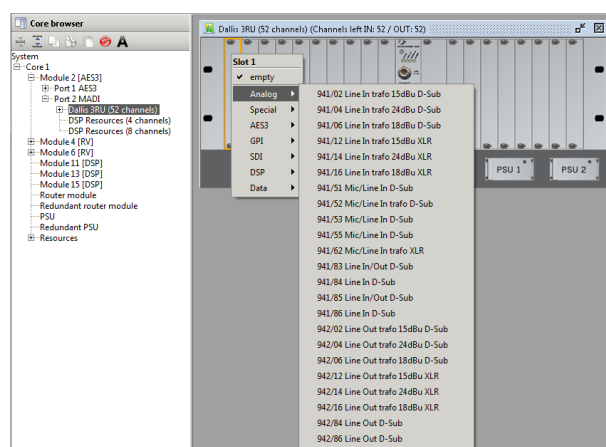 Core browser
System
Core 1
Module 2 [AES3]
Port 1 AES3
Port 2 MADI
Dallis 3RU (52 channels)
DSP Resources (4 channels)
DSP Resources (8 channels)
Module 4 [RV]
Module 6 [RV]
Module 11 [DSP]
Module 13 [DSP]
Module 15 [DSP]
Router module
Redundant router module
PSU
Redundant PSU
Resources
Dallis 3RU (52 channels) (Channels left IN: 52 / OUT: 52)
Slot 1
empty
Analog
Special
AES3
GPI
SDI
DSP
Data
941/02 Line In trafo 15dBu D-Sub
941/04 Line In trafo 24dBu D-Sub
941/06 Line In trafo 18dBu D-Sub
941/12 Line In trafo 15dBu XLR
941/14 Line In trafo 24dBu XLR
941/16 Line In trafo 18dBu XLR
941/51 Mic/Line In D-Sub
941/52 Mic/Line In trafo D-Sub
941/53 Mic/Line In D-Sub
941/55 Mic/Line In D-Sub
941/62 Mic/Line In trafo XLR
941/83 Line In/Out D-Sub
941/84 Line In D-Sub
941/85 Line In/Out D-Sub
941/86 Line In D-Sub
942/02 Line Out trafo 15dBu D-Sub
942/04 Line Out trafo 24dBu D-Sub
942/06 Line Out trafo 18dBu D-Sub
942/12 Line Out trafo 15dBu XLR
942/14 Line Out trafo 24dBu XLR
942/16 Line Out trafo 18dBu XLR
942/84 Line Out D-Sub
942/86 Line Out D-Sub
PSU 1
PSU 2